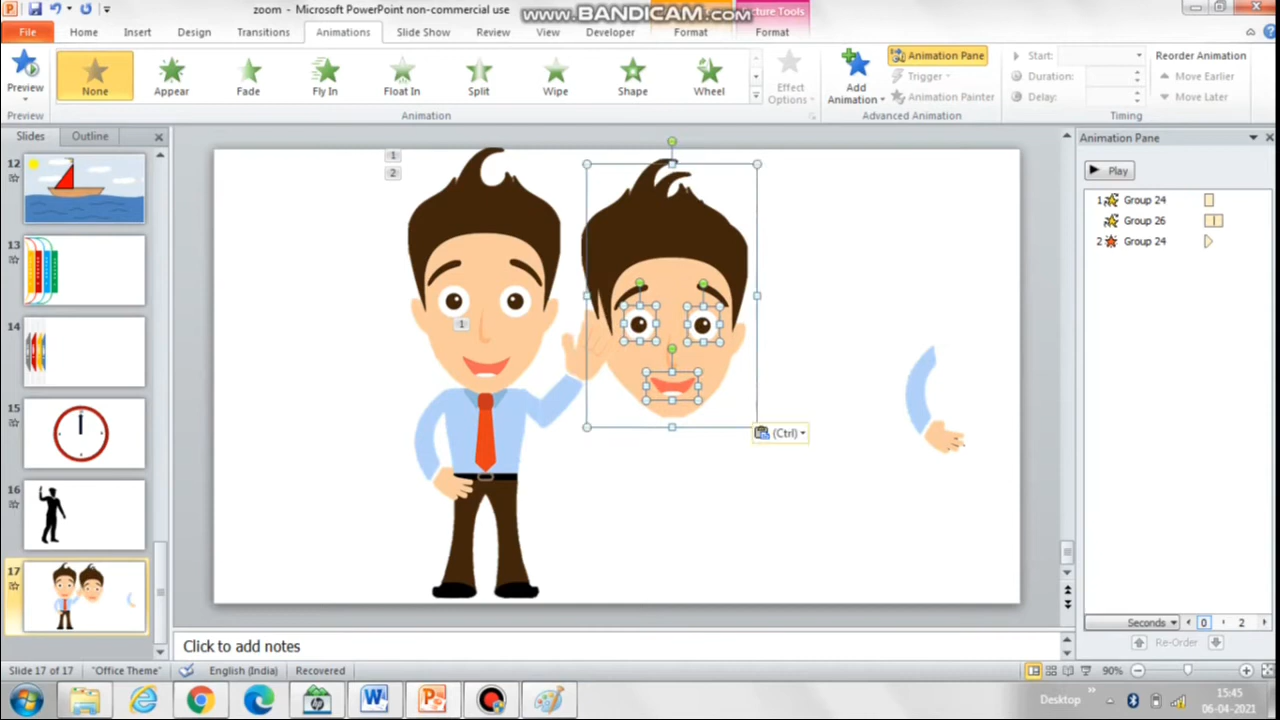 zoom - Microsoft PowerPoint non-commercial use
www.BANDICAM.com
cture Tools
File Home Insert Design Transitions Animations Slide Show Review View Developer Format Format
Preview None Appear Fade Fly In Float In Split Wipe Shape Wheel Effect Options Add Animation
Animation Pane
Trigger
Animation Painter
Start:
Duration:
Delay:
Reorder Animation
Move Earlier
Move Later
Preview Animation Advanced Animation Timing
Slides Outline
Animation Pane
Play
1 Group 24
Group 26
2 Group 24
12
13
14
15
16
17
1
2
1
(Ctrl)
Seconds 0 2
Re-Order
Click to add notes
Slide 17 of 17 "Office Theme" English (India) Recovered 90%
Desktop 15:45
06-04-2021